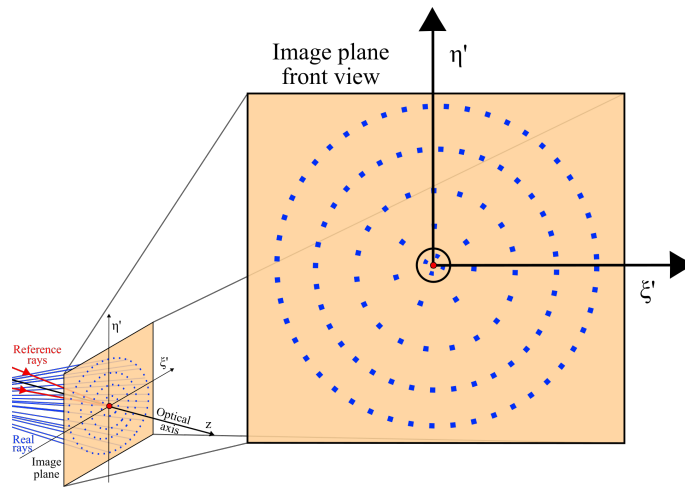 Image plane
front view
η'
ξ'
η'
Reference
rays
ξ'
Optical
axis
z
Real
rays
Image
plane